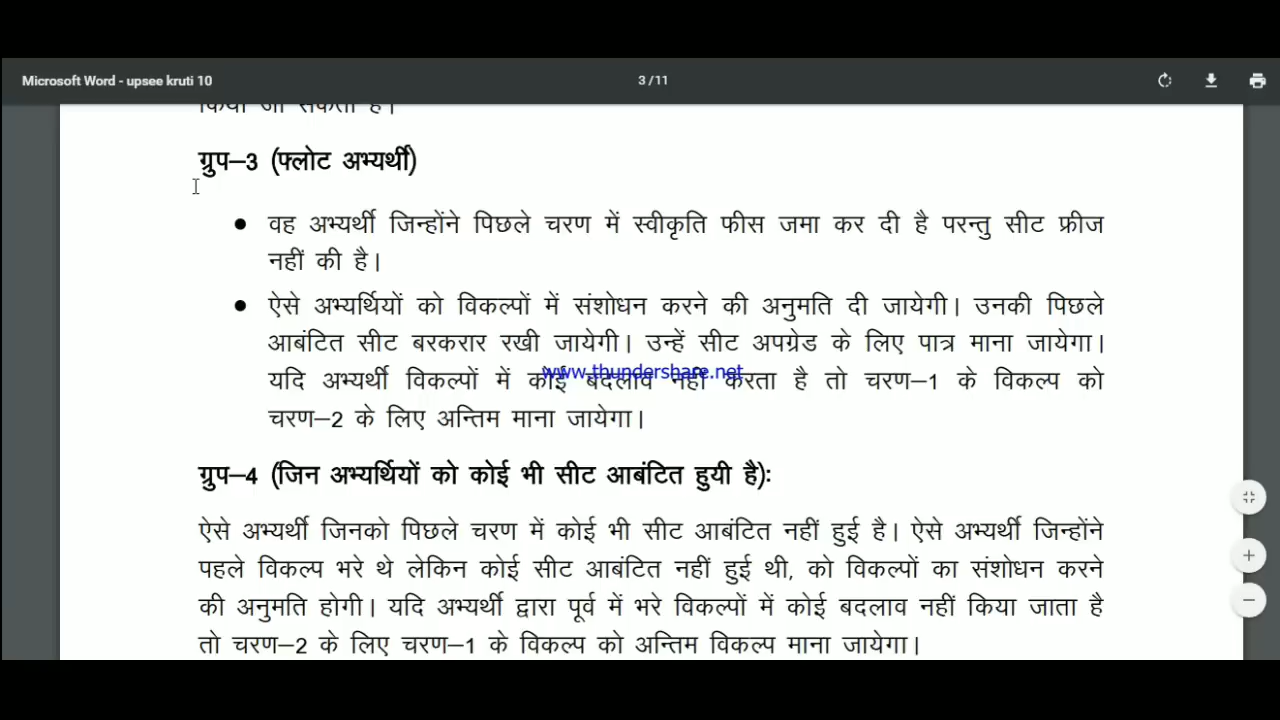 Microsoft Word - upsee kruti 10
3 / 11
किया जा सकता है।
ग्रुप–3 (फ्लोट अभ्यर्थी)
● वह अभ्यर्थी जिन्होंने पिछले चरण में स्वीकृति फीस जमा कर दी है परन्तु सीट फ्रीज
नहीं की है।
● ऐसे अभ्यर्थियों को विकल्पों में संशोधन करने की अनुमति दी जायेगी। उनकी पिछले
आबंटित सीट बरकरार रखी जायेगी। उन्हें सीट अपग्रेड के लिए पात्र माना जायेगा।
www.thundershare.net
यदि अभ्यर्थी विकल्पों में कोई बदलाव नहीं करता है तो चरण–1 के विकल्प को
चरण–2 के लिए अन्तिम माना जायेगा।
ग्रुप–4 (जिन अभ्यर्थियों को कोई भी सीट आबंटित हुयी है):
ऐसे अभ्यर्थी जिनको पिछले चरण में कोई भी सीट आबंटित नहीं हुई है। ऐसे अभ्यर्थी जिन्होंने
पहले विकल्प भरे थे लेकिन कोई सीट आबंटित नहीं हुई थी, को विकल्पों का संशोधन करने
की अनुमति होगी। यदि अभ्यर्थी द्वारा पूर्व में भरे विकल्पों में कोई बदलाव नहीं किया जाता है
तो चरण–2 के लिए चरण–1 के विकल्प को अन्तिम विकल्प माना जायेगा।